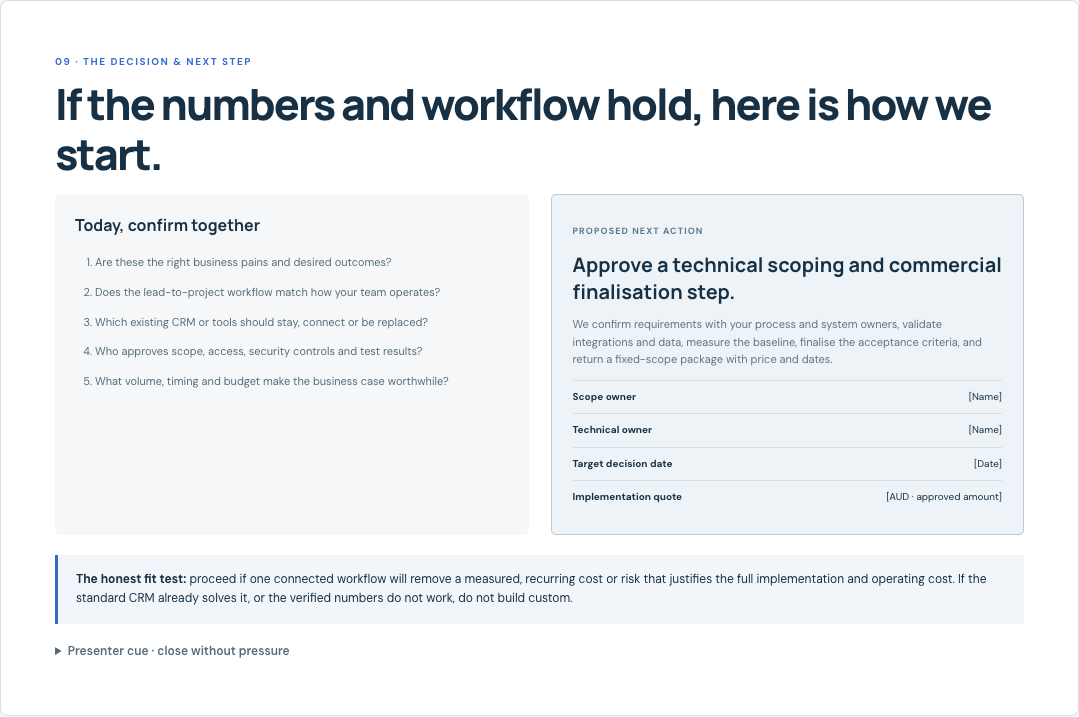 09 · THE DECISION & NEXT STEP
If the numbers and workflow hold, here is how we
start.
Today, confirm together
1. Are these the right business pains and desired outcomes?
2. Does the lead-to-project workflow match how your team operates?
3. Which existing CRM or tools should stay, connect or be replaced?
4. Who approves scope, access, security controls and test results?
5. What volume, timing and budget make the business case worthwhile?
PROPOSED NEXT ACTION
Approve a technical scoping and commercial
finalisation step.
We confirm requirements with your process and system owners, validate
integrations and data, measure the baseline, finalise the acceptance criteria, and
return a fixed-scope package with price and dates.
Scope owner [Name]
Technical owner [Name]
Target decision date [Date]
Implementation quote [AUD · approved amount]
The honest fit test: proceed if one connected workflow will remove a measured, recurring cost or risk that justifies the full implementation and operating cost. If the
standard CRM already solves it, or the verified numbers do not work, do not build custom.
▶ Presenter cue · close without pressure